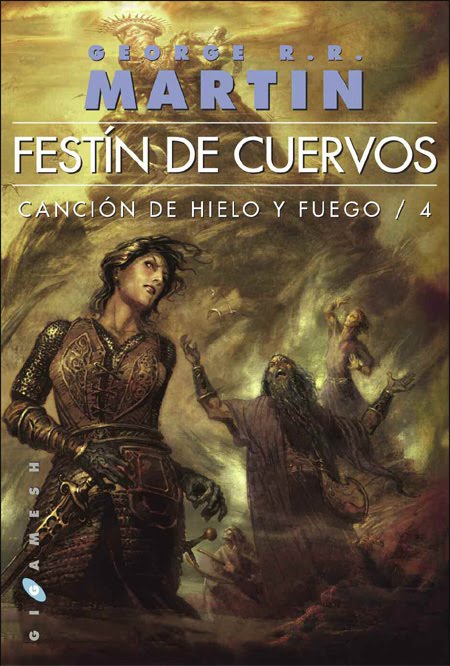 GEORGE R.R.
MARTIN
FESTÍN DE CUERVOS
CANCIÓN DE HIELO Y FUEGO / 4
GIGAMESH